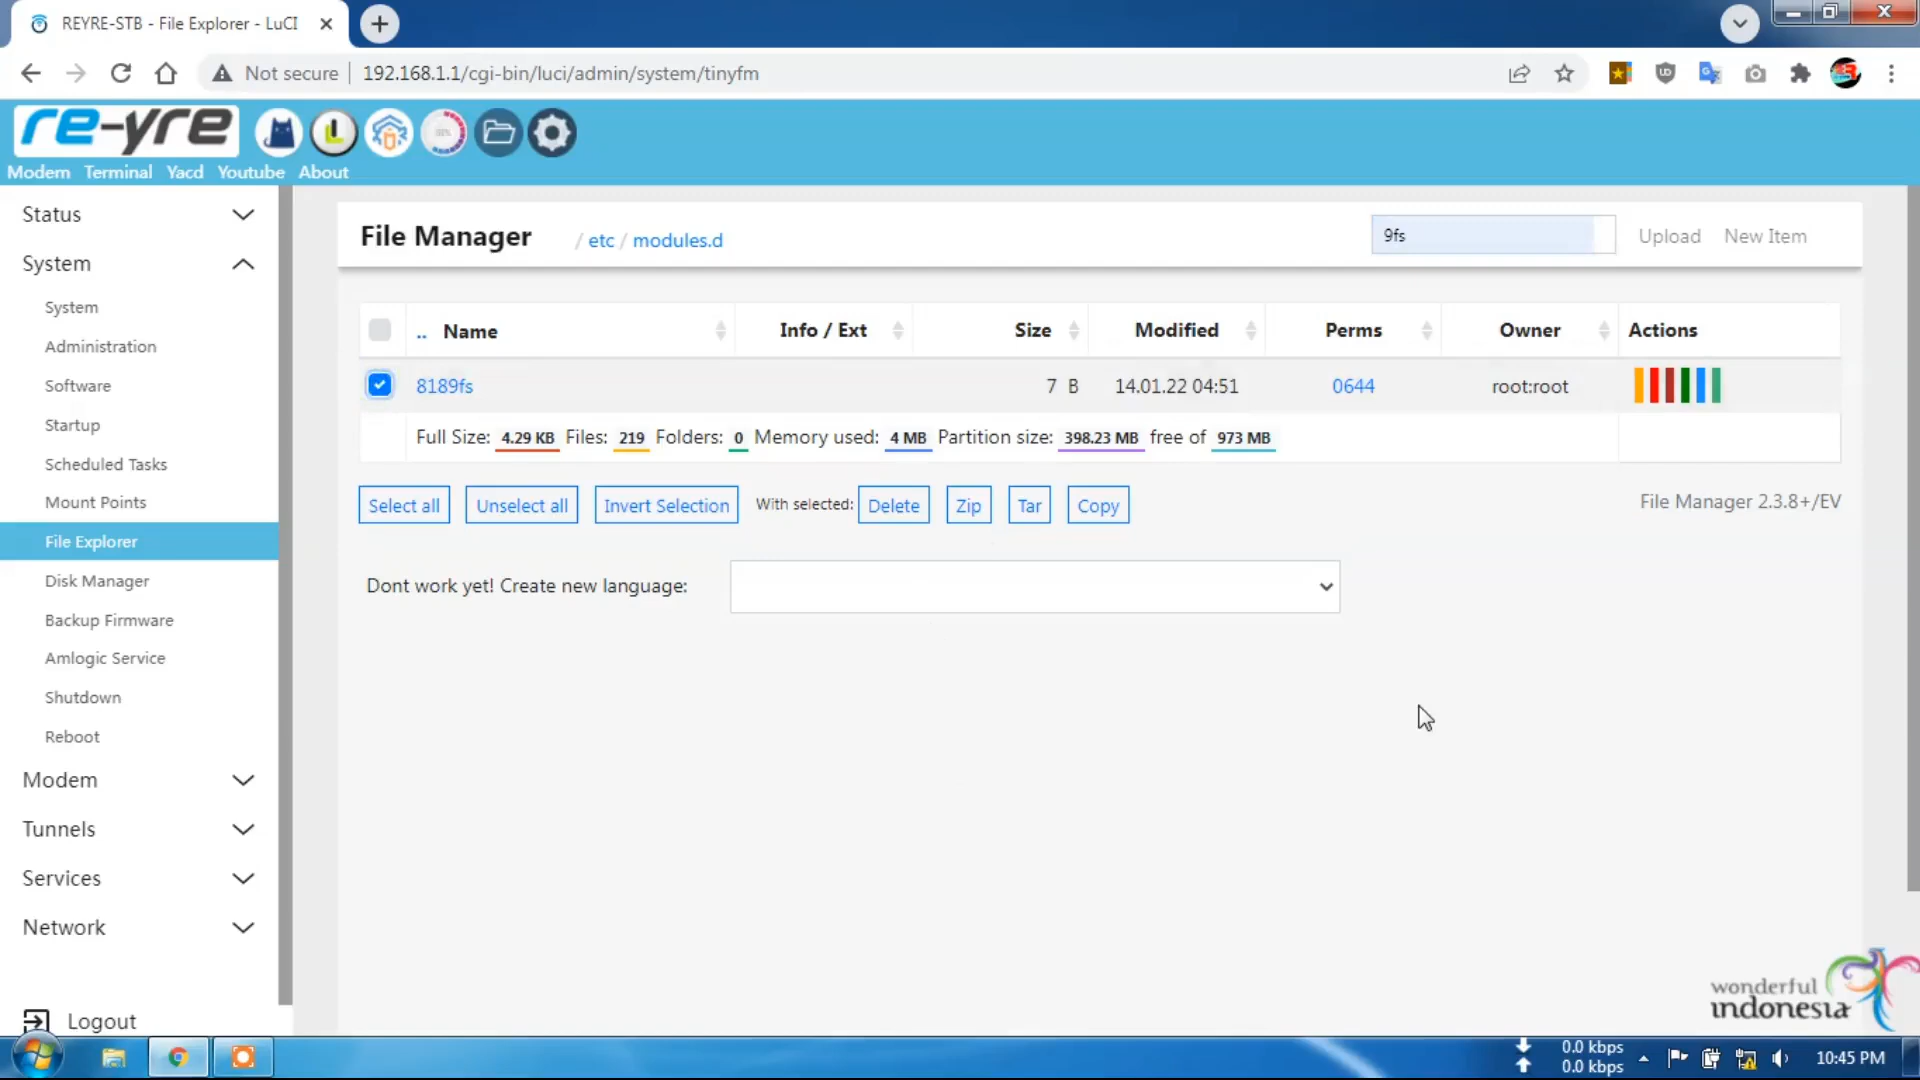 REYRE-STB - File Explorer - LuCI
Not secure 192.168.1.1/cgi-bin/luci/admin/system/tinyfm
re-yre
Modem Terminal Yacd Youtube About
Status
System
System
Administration
Software
Startup
Scheduled Tasks
Mount Points
File Explorer
Disk Manager
Backup Firmware
Amlogic Service
Shutdown
Reboot
Modem
Tunnels
Services
Network
Logout
File Manager / etc / modules.d 9fs Upload New Item
.. Name Info / Ext Size Modified Perms Owner Actions
8189fs 7 B 14.01.22 04:51 0644 root:root
Full Size: 4.29 KB Files: 219 Folders: 0 Memory used: 4 MB Partition size: 398.23 MB free of 973 MB
Select all Unselect all Invert Selection With selected: Delete Zip Tar Copy File Manager 2.3.8+/EV
Dont work yet! Create new language:
wonderful
indonesia
0.0 kbps
0.0 kbps
10:45 PM